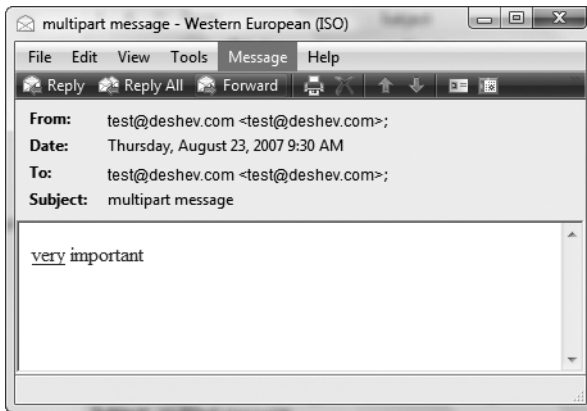 multipart message - Western European (ISO)
File Edit View Tools Message Help
Reply Reply All Forward
From: test@deshev.com <test@deshev.com>;
Date: Thursday, August 23, 2007 9:30 AM
To: test@deshev.com <test@deshev.com>;
Subject: multipart message
very important